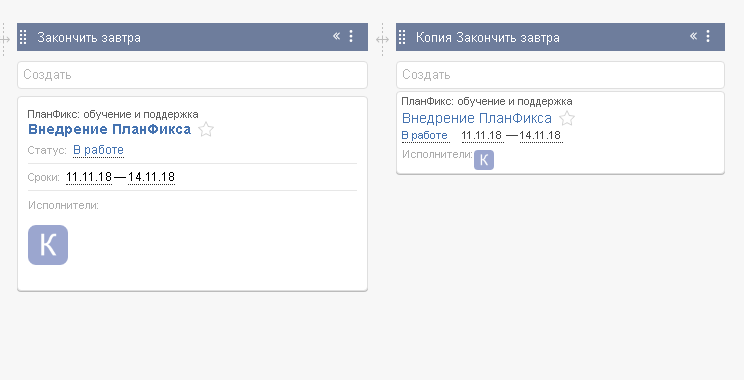 Закончить завтра
Создать
ПланФикс: обучение и поддержка
Внедрение ПланФикса
Статус: В работе
Сроки: 11.11.18 — 14.11.18
Исполнители:
К
Копия Закончить завтра
Создать
ПланФикс: обучение и поддержка
Внедрение ПланФикса
В работе 11.11.18 — 14.11.18
Исполнители: К